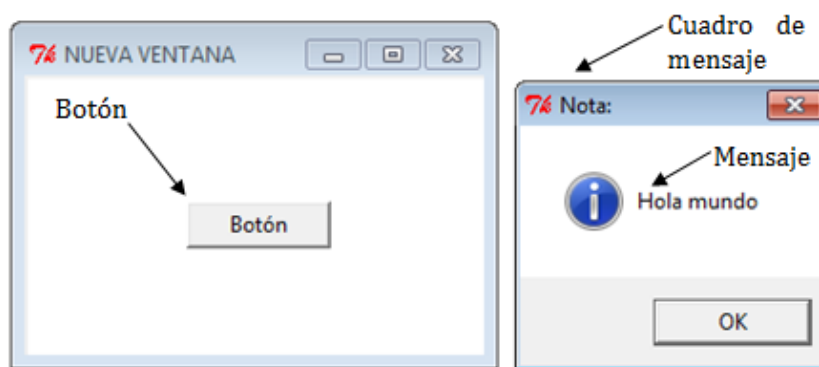 NUEVA VENTANA
Botón
Botón
Cuadro de
mensaje
Nota:
Mensaje
Hola mundo
OK